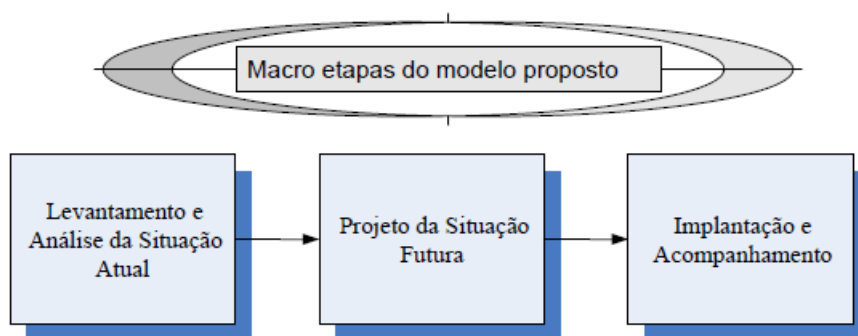 Macro etapas do modelo proposto
Levantamento e
Análise da Situação
Atual
Projeto da Situação
Futura
Implantação e
Acompanhamento